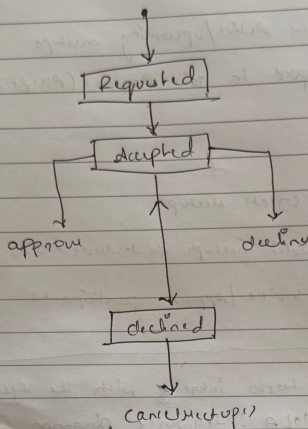 Requested
Accepted
approve
decline
declined
cancelMeetup()